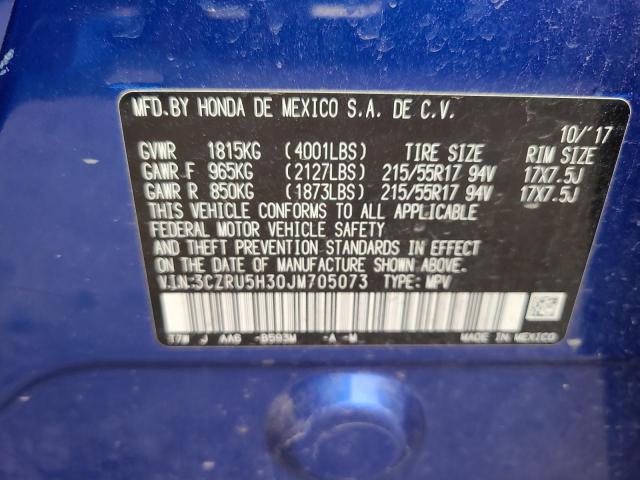 MFD.BY HONDA DE MEXICO S.A. DE C.V.
10/'17
GVWR 1815KG (4001LBS) TIRE SIZE RIM SIZE
GAWR F 965KG (2127LBS) 215/55R17 94V 17X7.5J
GAWR R 850KG (1873LBS) 215/55R17 94V 17X7.5J
THIS VEHICLE CONFORMS TO ALL APPLICABLE
FEDERAL MOTOR VEHICLE SAFETY
AND THEFT PREVENTION STANDARDS IN EFFECT
ON THE DATE OF MANUFACTURE SHOWN ABOVE.
V.I.N:3CZRU5H30JM705073 TYPE: MPV
T7W J AA6 -B593M -A -M
MADE IN MEXICO